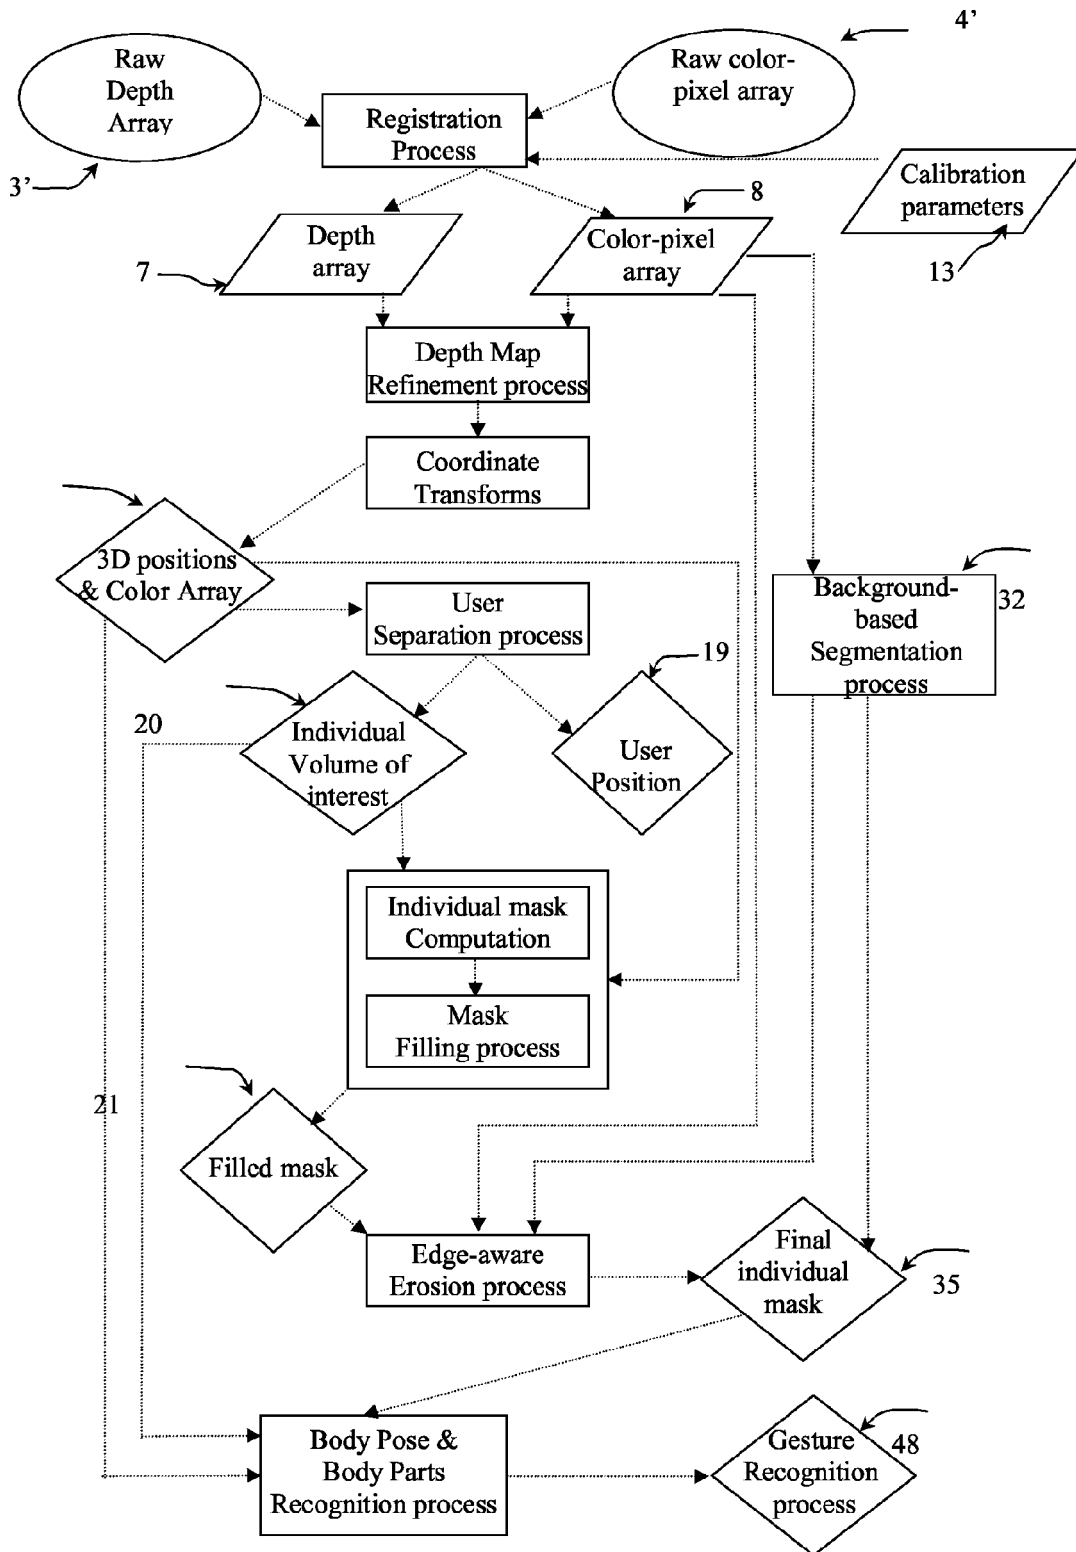 4’
Raw
Depth
Array
Raw color-
pixel array
Registration
Process
3’
Calibration
parameters
8
Depth
array
Color-pixel
array
7
13
Depth Map
Refinement process
Coordinate
Transforms
3D positions
& Color Array
User
Separation process
Background-
based
Segmentation
process
32
19
20
Individual
Volume of
interest
User
Position
Individual mask
Computation
Mask
Filling process
21
Filled mask
Edge-aware
Erosion process
Final
individual
mask
35
Body Pose &
Body Parts
Recognition process
Gesture
Recognition
process
48